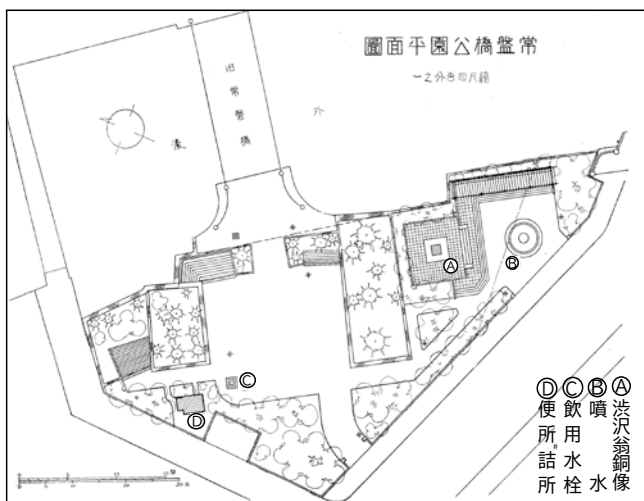 常盤橋公園平面圖
縮尺四百分之一
旧常盤橋
外濠
Ⓐ
Ⓑ
Ⓒ
Ⓓ
Ⓐ渋沢翁銅像
Ⓑ噴水
Ⓒ飲用水栓
Ⓓ便所〃詰所